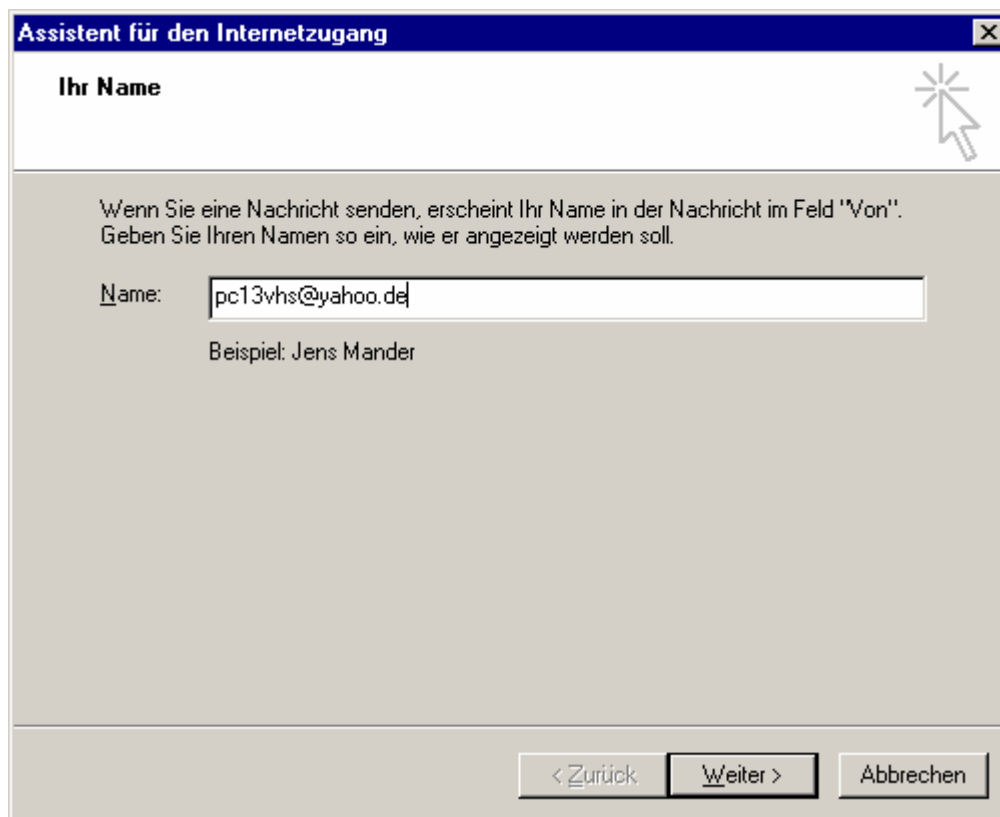 Assistent für den Internetzugang
Ihr Name
Wenn Sie eine Nachricht senden, erscheint Ihr Name in der Nachricht im Feld "Von".
Geben Sie Ihren Namen so ein, wie er angezeigt werden soll.
Name: pc13vhs@yahoo.de
Beispiel: Jens Mander
< Zurück Weiter > Abbrechen